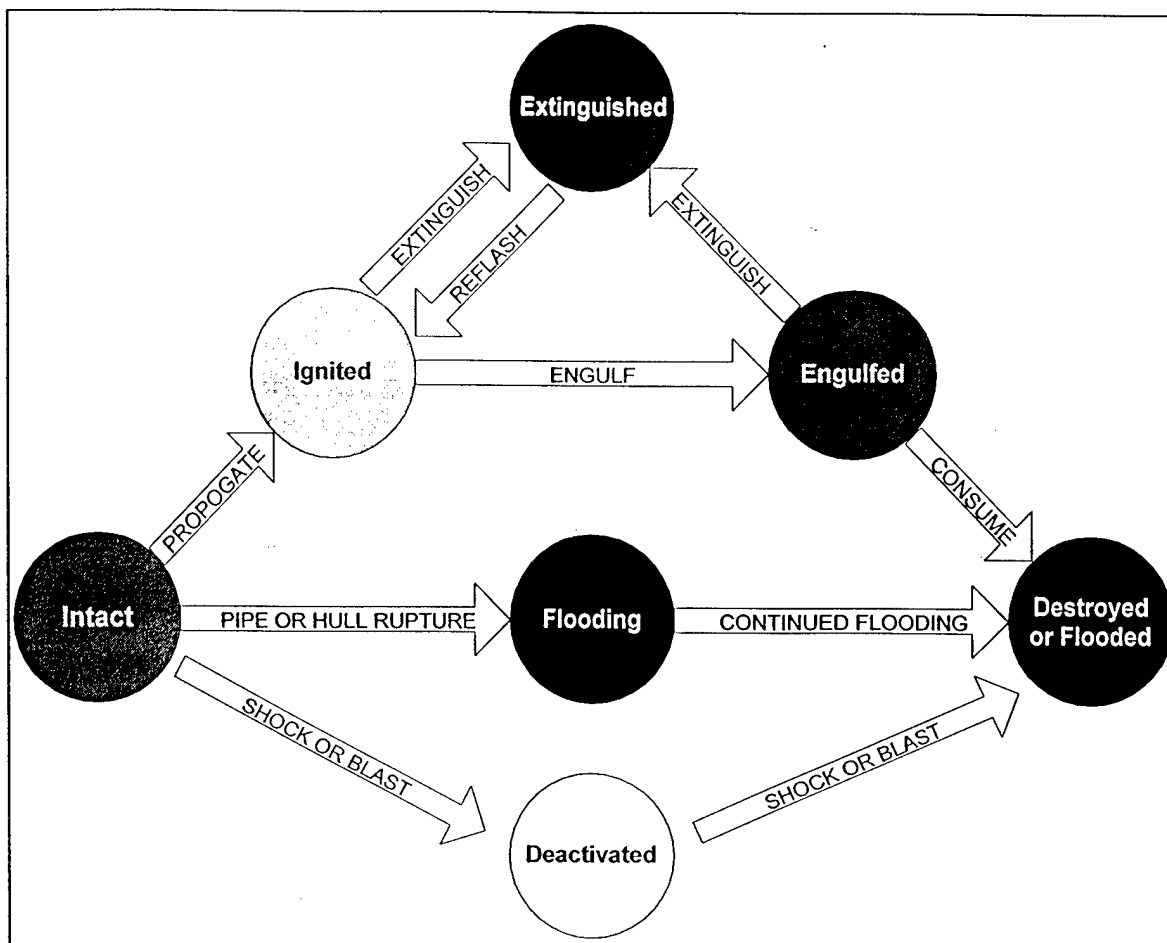 Extinguished
EXTINGUISH
REFLASH
EXTINGUISH
Ignited
ENGULF
Engulfed
PROPOGATE
CONSUME
Intact
PIPE OR HULL RUPTURE
Flooding
CONTINUED FLOODING
Destroyed
or Flooded
SHOCK OR BLAST
SHOCK OR BLAST
Deactivated